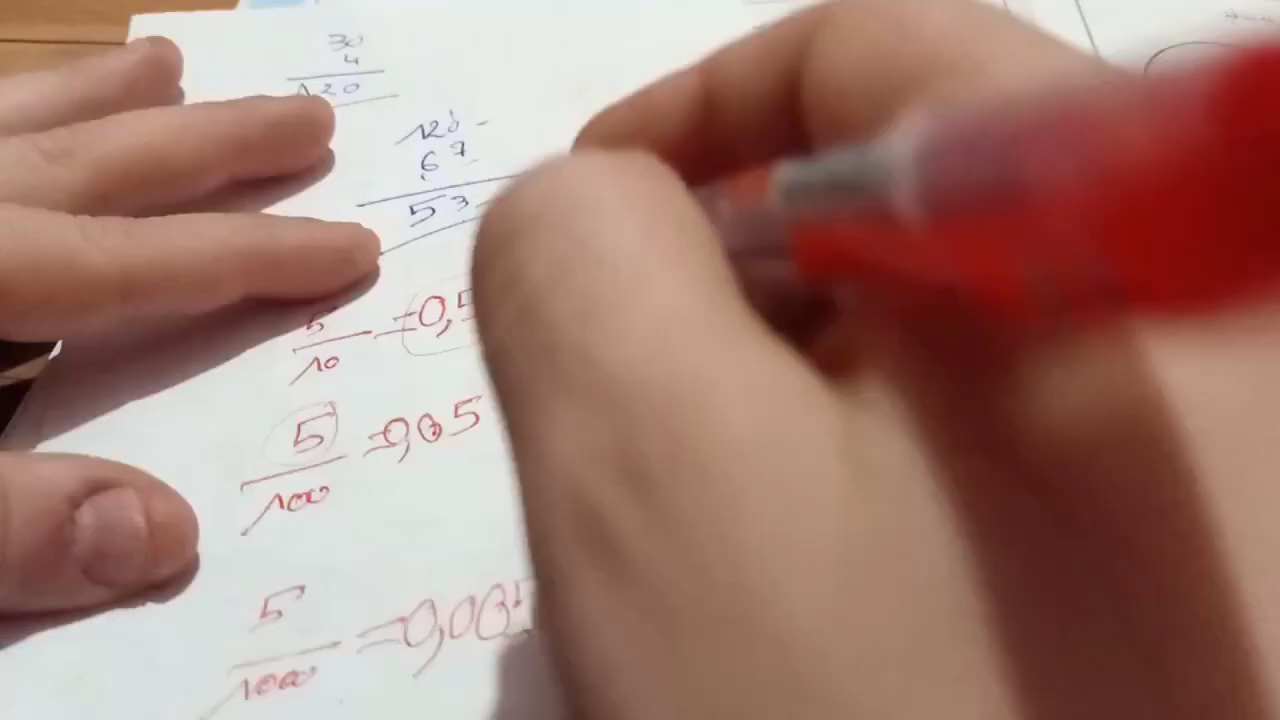 30
4
120
120 -
67
53
5/10 = 0,5
5/100 = 0,05
5/1000 = 0,005